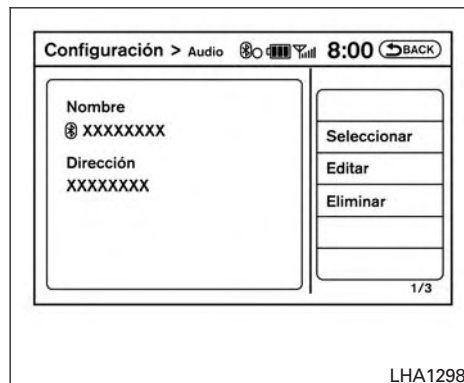 Configuración > Audio 8:00 BACK
Nombre
XXXXXXXX
Dirección
XXXXXXXX
Seleccionar
Editar
Eliminar
1/3
LHA1298